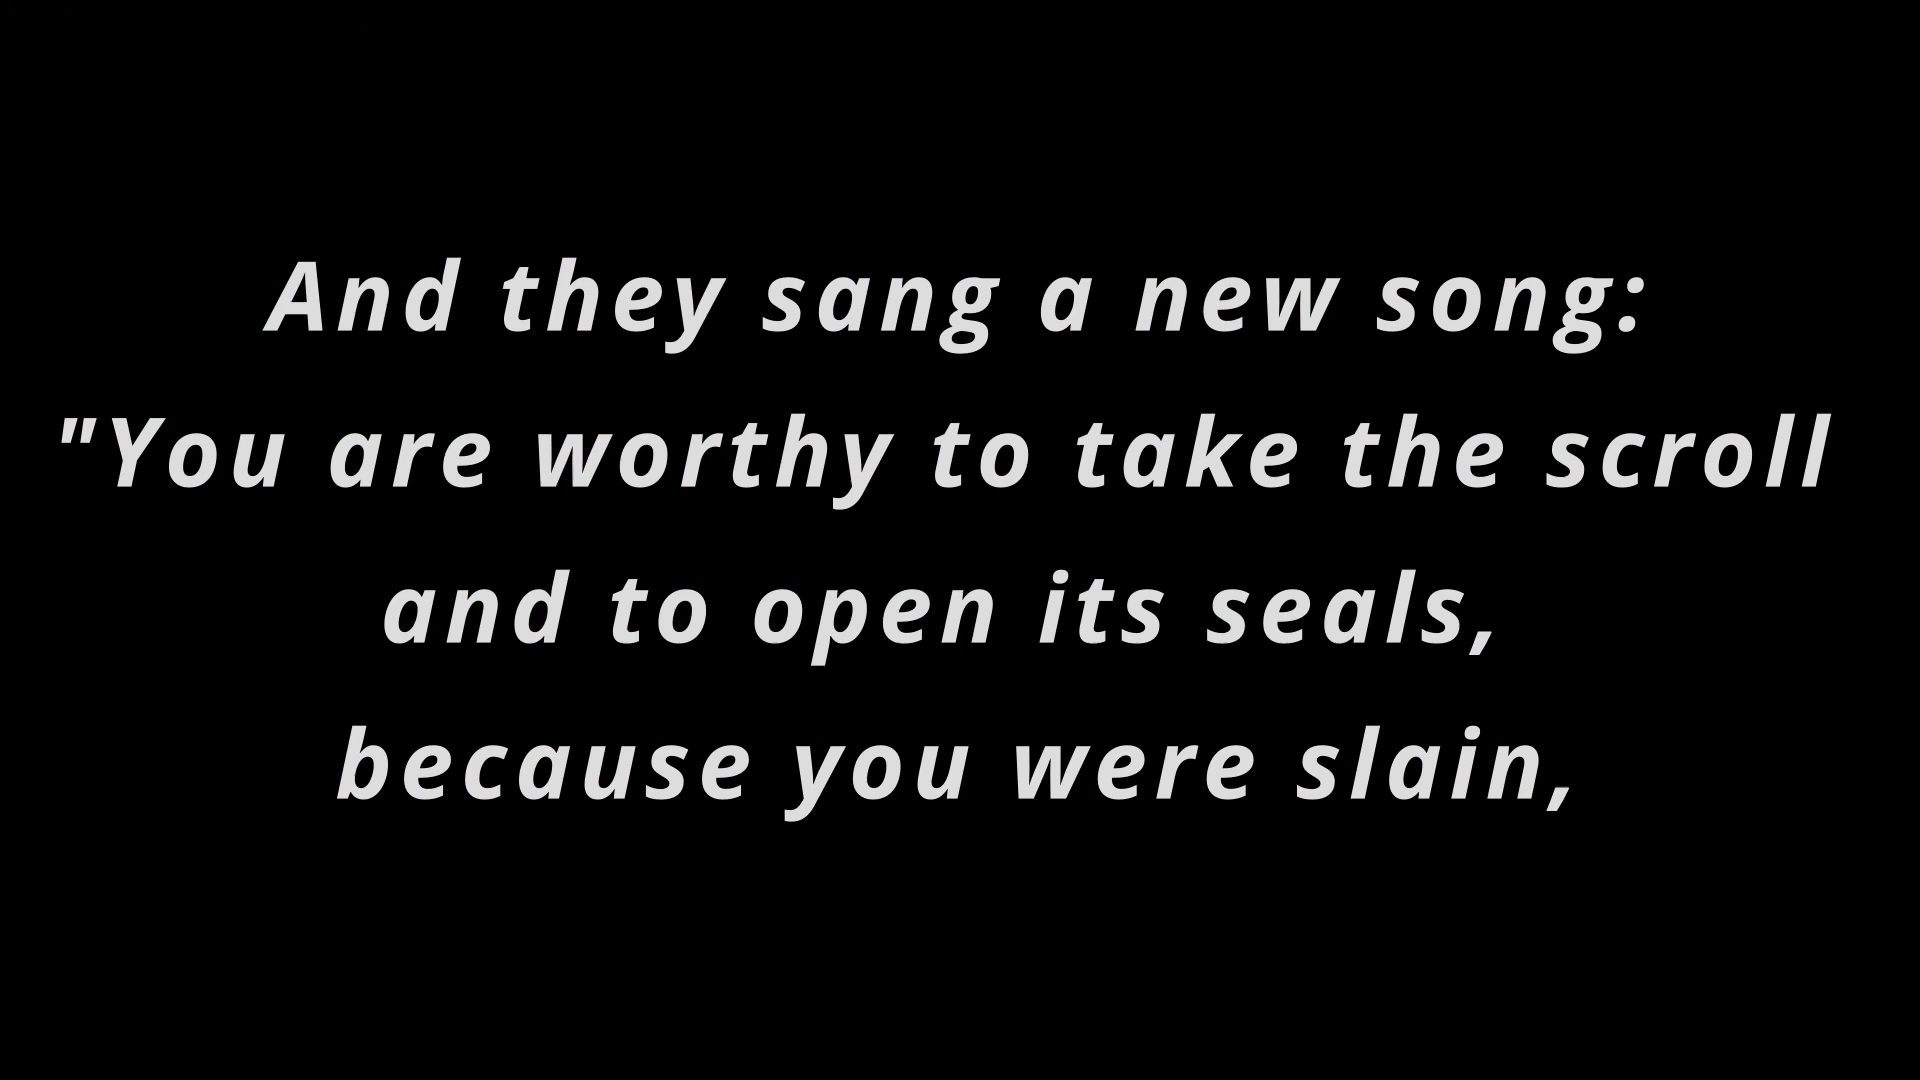 And they sang a new song:
"You are worthy to take the scroll
and to open its seals,
because you were slain,